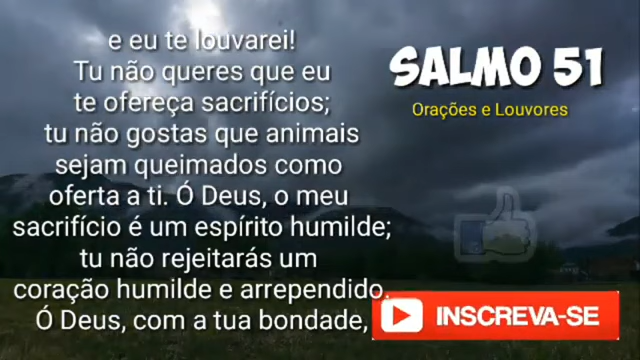 e eu te louvarei!
Tu não queres que eu
te ofereça sacrifícios;
tu não gostas que animais
sejam queimados como
oferta a ti. Ó Deus, o meu
sacrifício é um espírito humilde;
tu não rejeitarás um
coração humilde e arrependido.
Ó Deus, com a tua bondade,
SALMO 51
Orações e Louvores
INSCREVA-SE